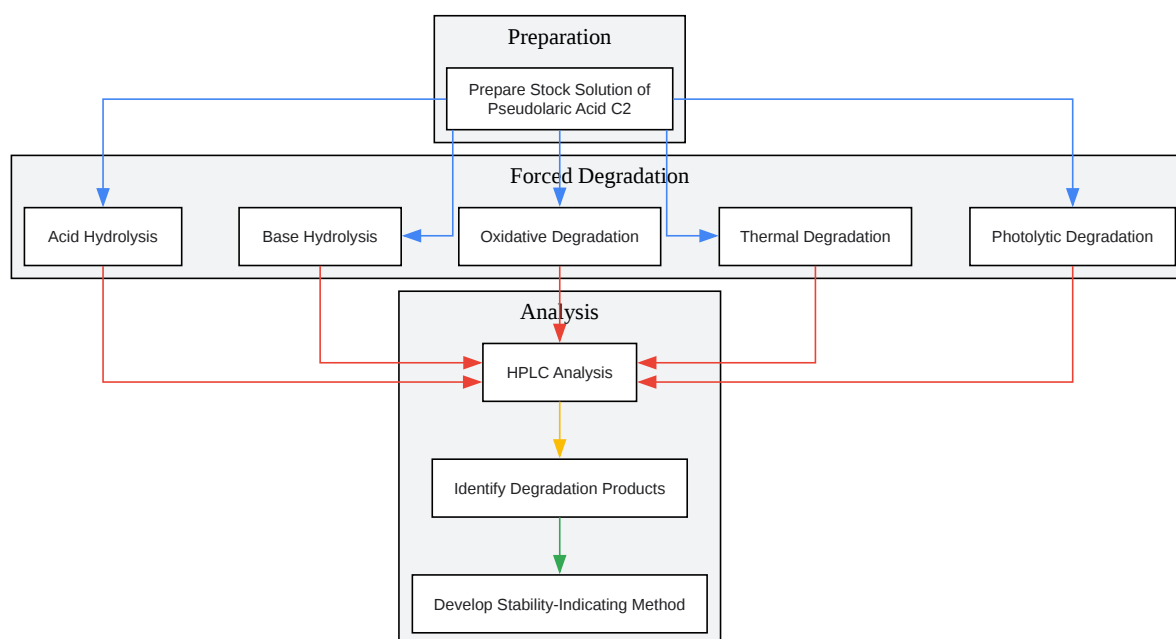 Preparation
Prepare Stock Solution of
Pseudolaric Acid C2
Forced Degradation
Acid Hydrolysis
Base Hydrolysis
Oxidative Degradation
Thermal Degradation
Photolytic Degradation
Analysis
HPLC Analysis
Identify Degradation Products
Develop Stability-Indicating Method